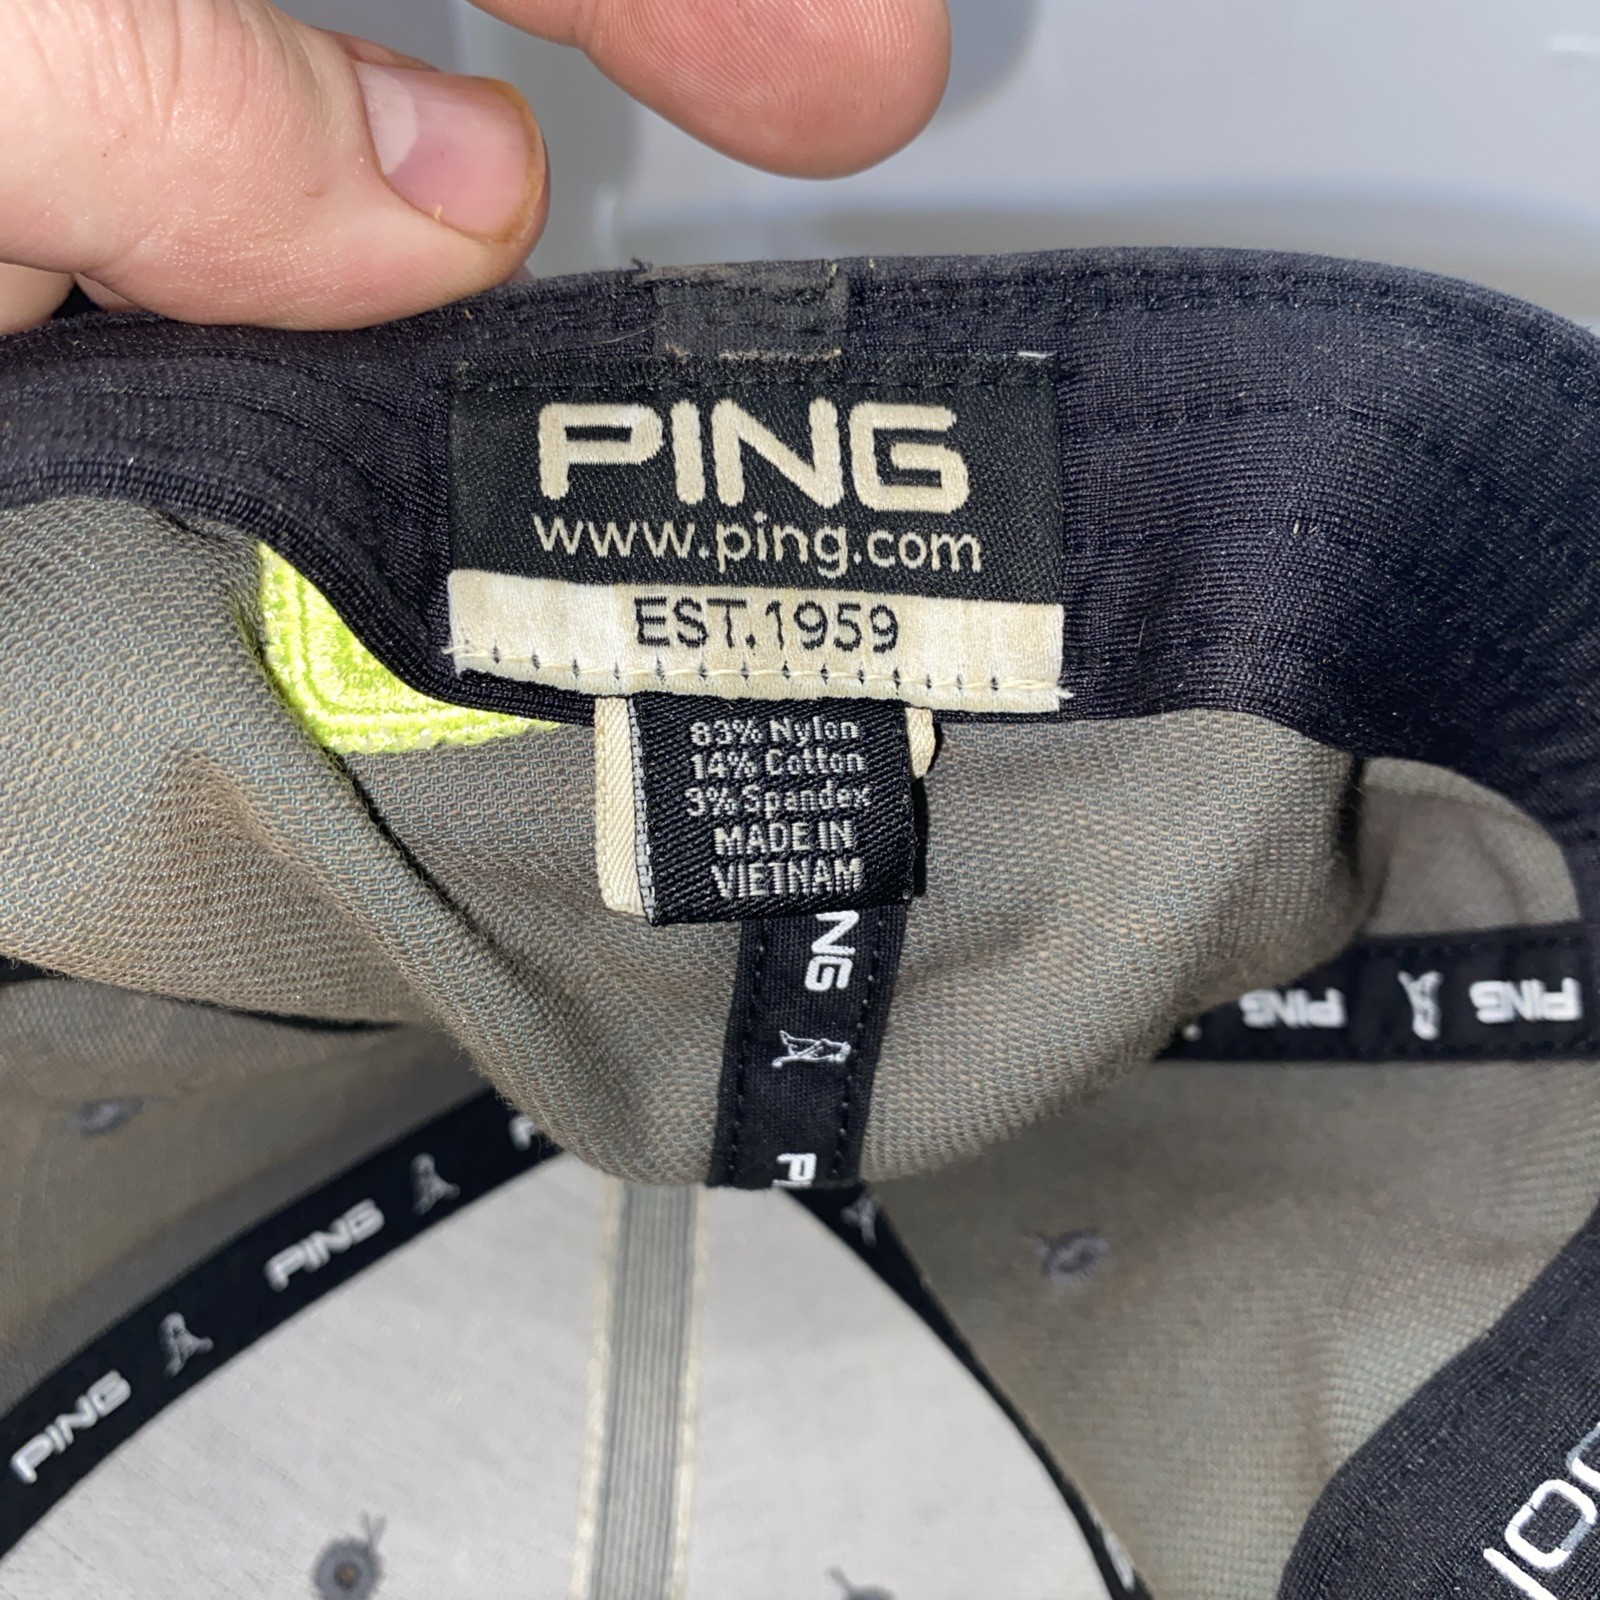 PING
www.ping.com
EST.1959
83% Nylon
14% Cotton
3% Spandex
MADE IN
VIETNAM
NG
PING
PING
PING
PING